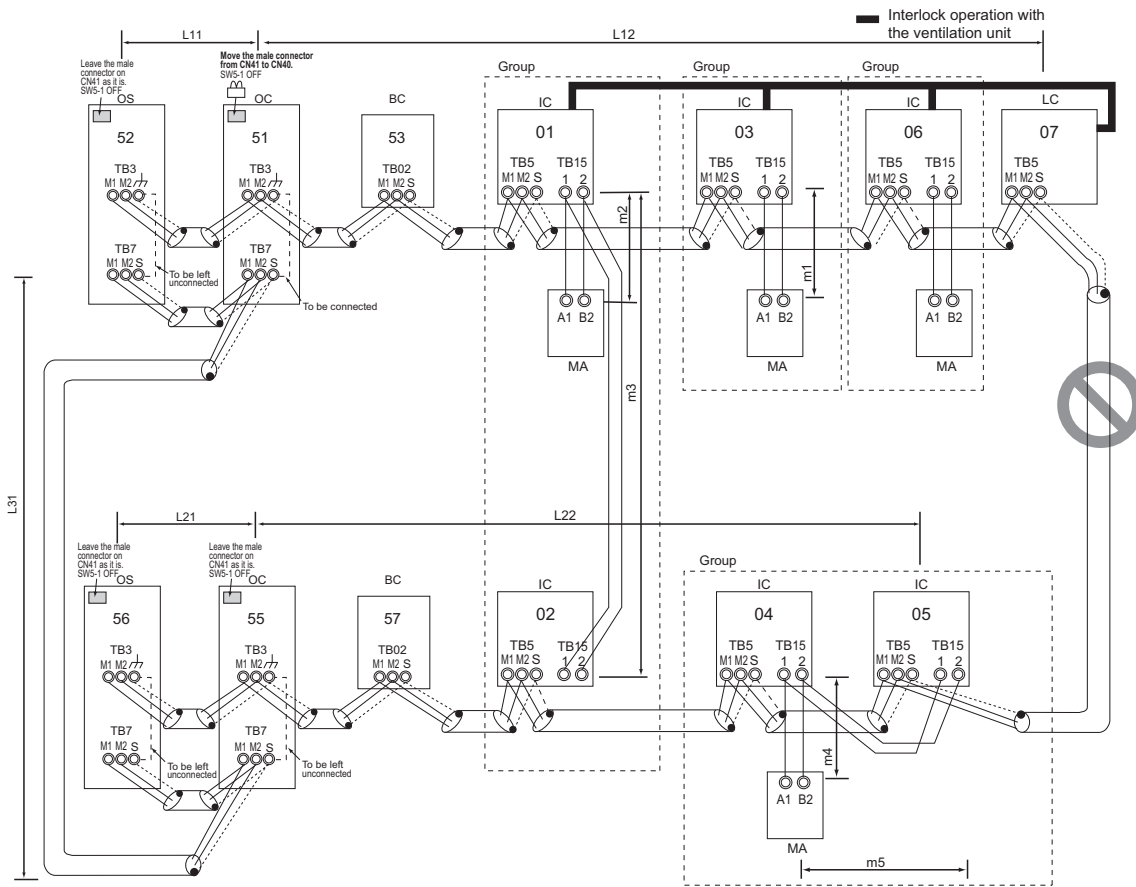 Interlock operation with
the ventilation unit
L11
L12
Leave the male
connector on
CN41 as it is.
SW5-1 OFF
Move the male connector
from CN41 to CN40.
SW5-1 OFF
Group
Group
Group
OS
OC
BC
IC
IC
IC
LC
52
51
53
01
03
06
07
TB3
TB3
TB02
TB5
TB15
TB5
TB15
TB5
TB15
TB5
M1 M2
M1 M2
M1 M2 S
M1 M2 S
1 2
M1 M2 S
1 2
M1 M2 S
1 2
M1 M2 S
m2
m1
TB7
TB7
M1 M2 S
M1 M2 S
To be left
unconnected
To be connected
A1 B2
A1 B2
A1 B2
MA
MA
MA
m3
L31
L21
L22
Leave the male
connector on
CN41 as it is.
SW5-1 OFF
Leave the male
connector on
CN41 as it is.
SW5-1 OFF
Group
OS
OC
BC
IC
IC
IC
56
55
57
02
04
05
TB3
TB3
TB02
TB5
TB15
TB5
TB15
TB5
TB15
M1 M2
M1 M2
M1 M2 S
M1 M2 S
1 2
M1 M2 S
1 2
M1 M2 S
1 2
TB7
TB7
M1 M2 S
M1 M2 S
To be left
unconnected
To be left
unconnected
m4
A1 B2
MA
m5